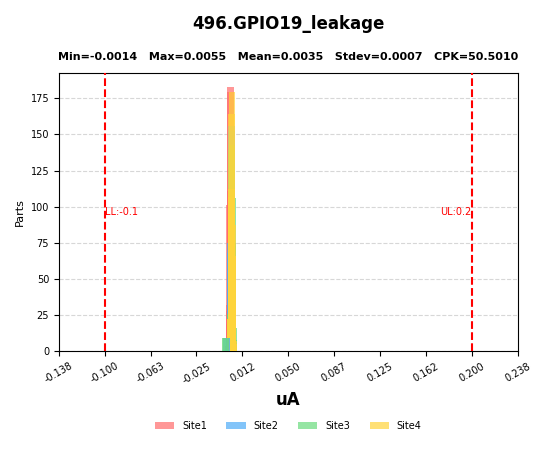 496.GPIO19_leakage
Min=-0.0014 Max=0.0055 Mean=0.0035 Stdev=0.0007 CPK=50.5010
175
150
125
100
75
50
25
0
Parts
LL:-0.1
UL:0.2
-0.138 -0.100 -0.063 -0.025 0.012 0.050 0.087 0.125 0.162 0.200 0.238
uA
Site1 Site2 Site3 Site4